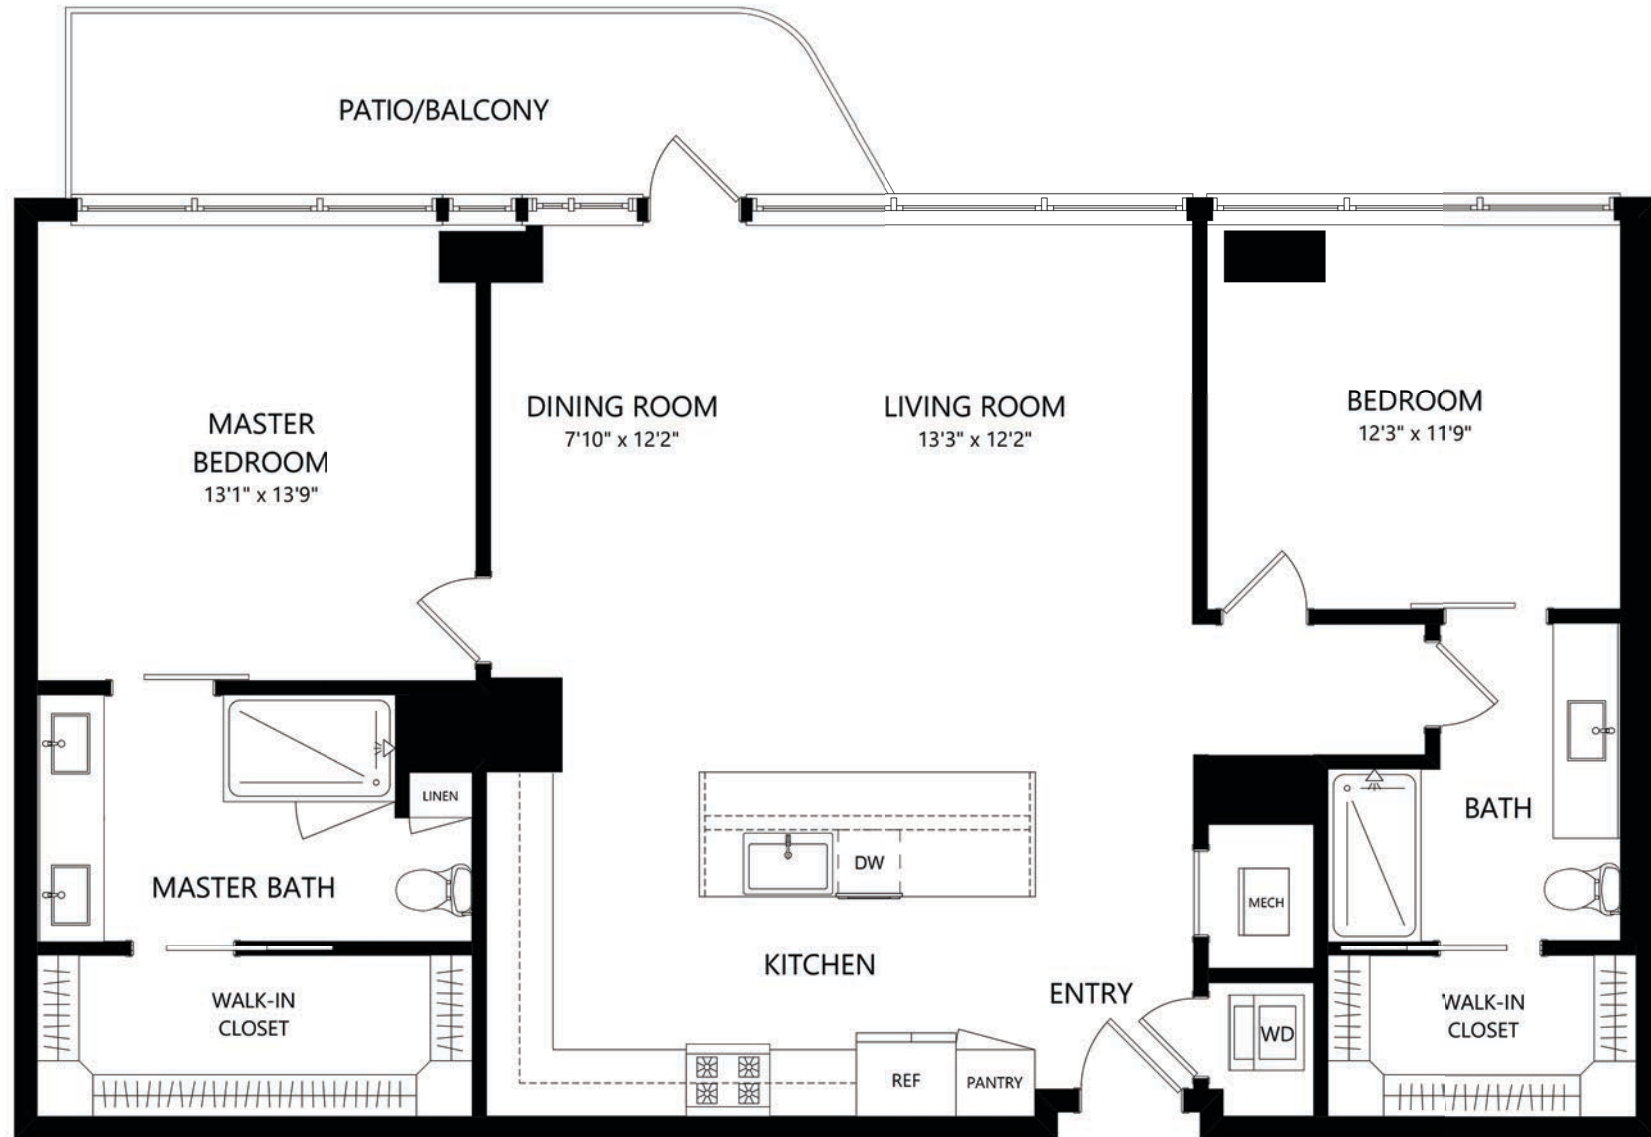 PATIO/BALCONY
MASTER
BEDROOM
13'1" x 13'9"
DINING ROOM
7'10" x 12'2"
LIVING ROOM
13'3" x 12'2"
BEDROOM
12'3" x 11'9"
LINEN
MASTER BATH
DW
BATH
MECH
KITCHEN
ENTRY
WALK-IN
CLOSET
WD
WALK-IN
CLOSET
REF
PANTRY